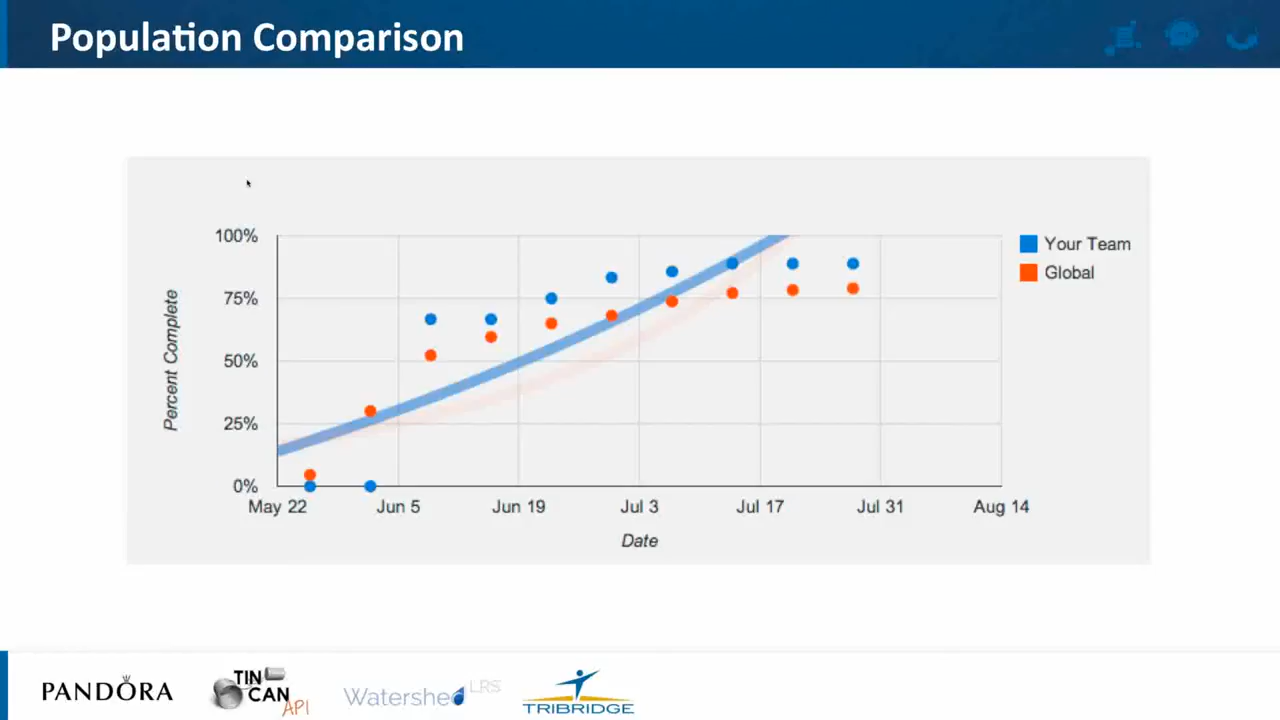 Population Comparison
100%
75%
50%
25%
0%
Percent Complete
May 22 Jun 5 Jun 19 Jul 3 Jul 17 Jul 31 Aug 14
Date
Your Team
Global
PANDÖRA
TIN CAN API
Watershed LRS
TRIBRIDGE